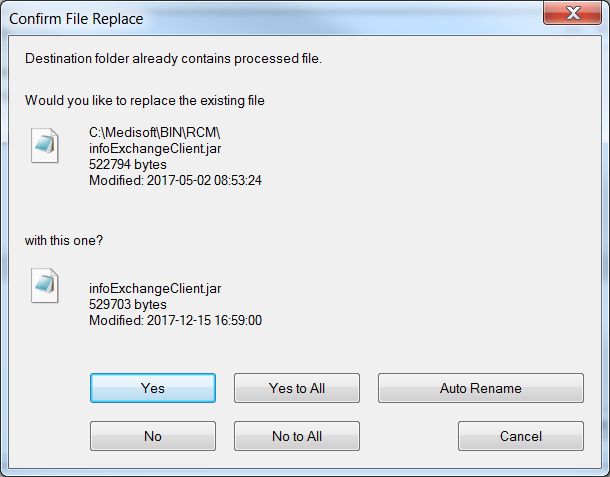 Confirm File Replace
Destination folder already contains processed file.
Would you like to replace the existing file
C:\Medisoft\BIN\RCM\
infoExchangeClient.jar
522794 bytes
Modified: 2017-05-02 08:53:24
with this one?
infoExchangeClient.jar
529703 bytes
Modified: 2017-12-15 16:59:00
Yes
Yes to All
Auto Rename
No
No to All
Cancel